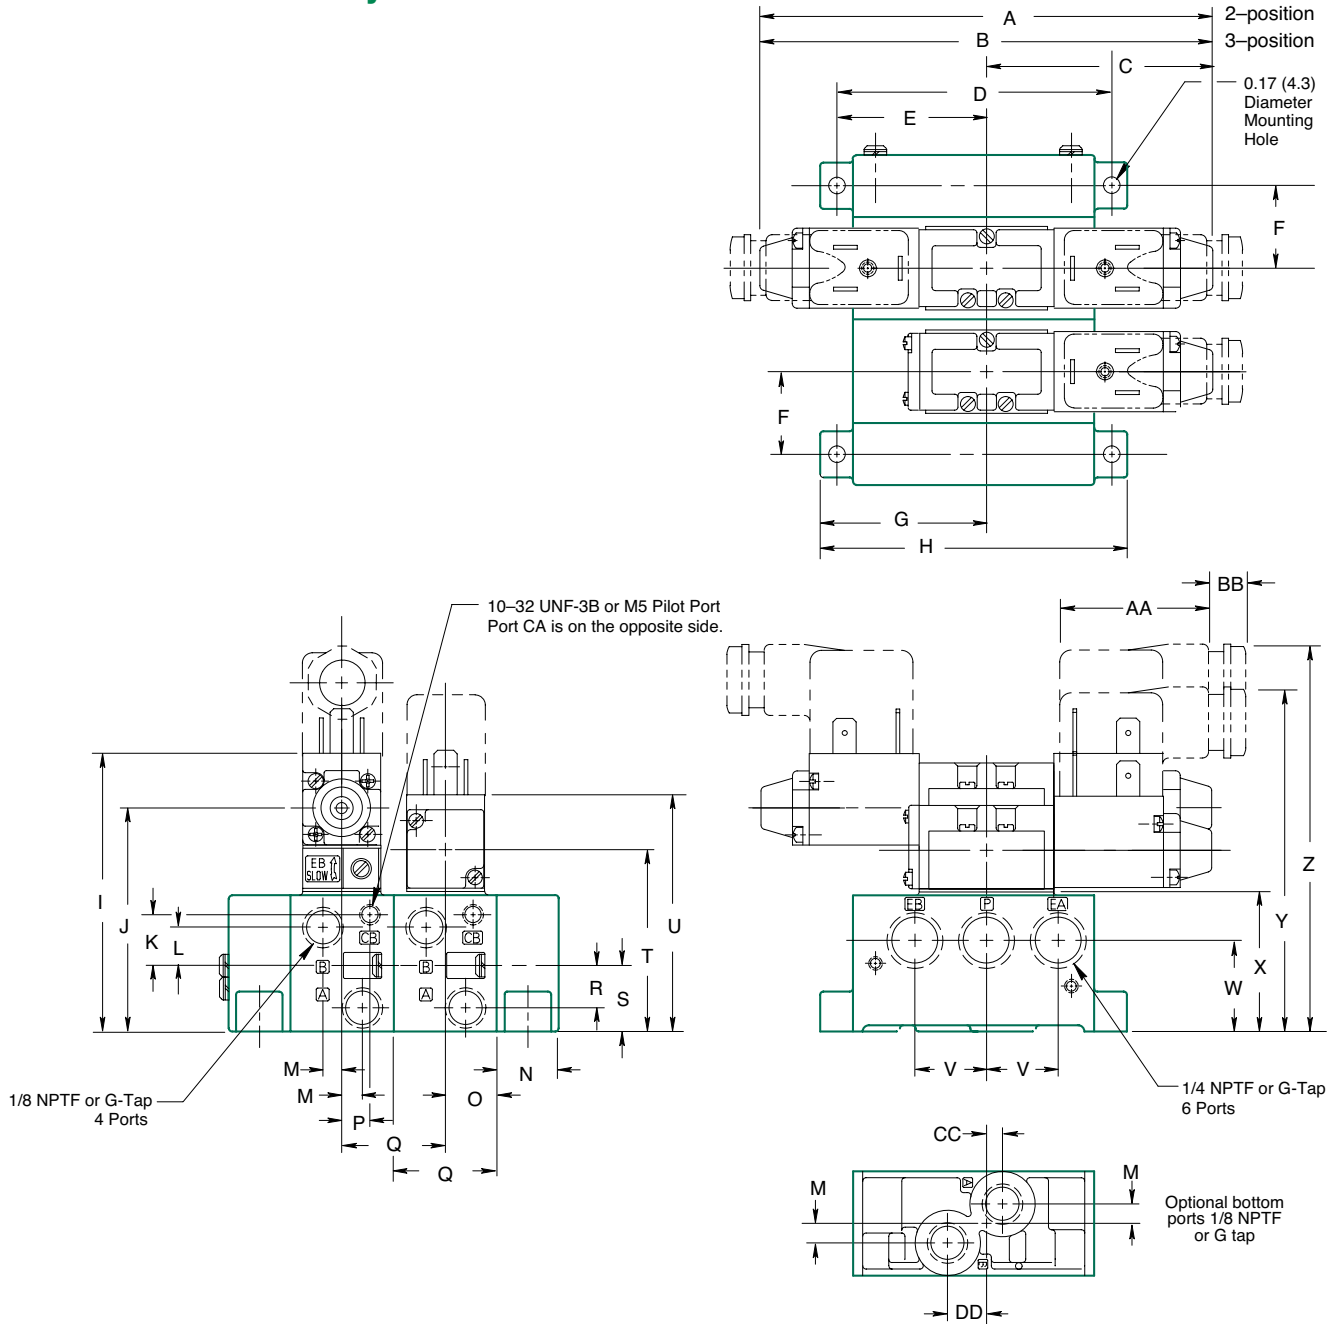 A 2–position
B 3–position
C
D
E
0.17 (4.3)
Diameter
Mounting
Hole
F
F
G
H
10–32 UNF-3B or M5 Pilot Port
Port CA is on the opposite side.
BB
AA
I
J
K
L
EB
SLOW
CB
CB
B
B
A
A
R
S
T
U
M
M
N
O
P
Q
Q
1/8 NPTF or G-Tap
4 Ports
EB
P
EA
V
V
W
X
Y
Z
1/4 NPTF or G-Tap
6 Ports
CC
M
M
A
B
DD
Optional bottom
ports 1/8 NPTF
or G tap